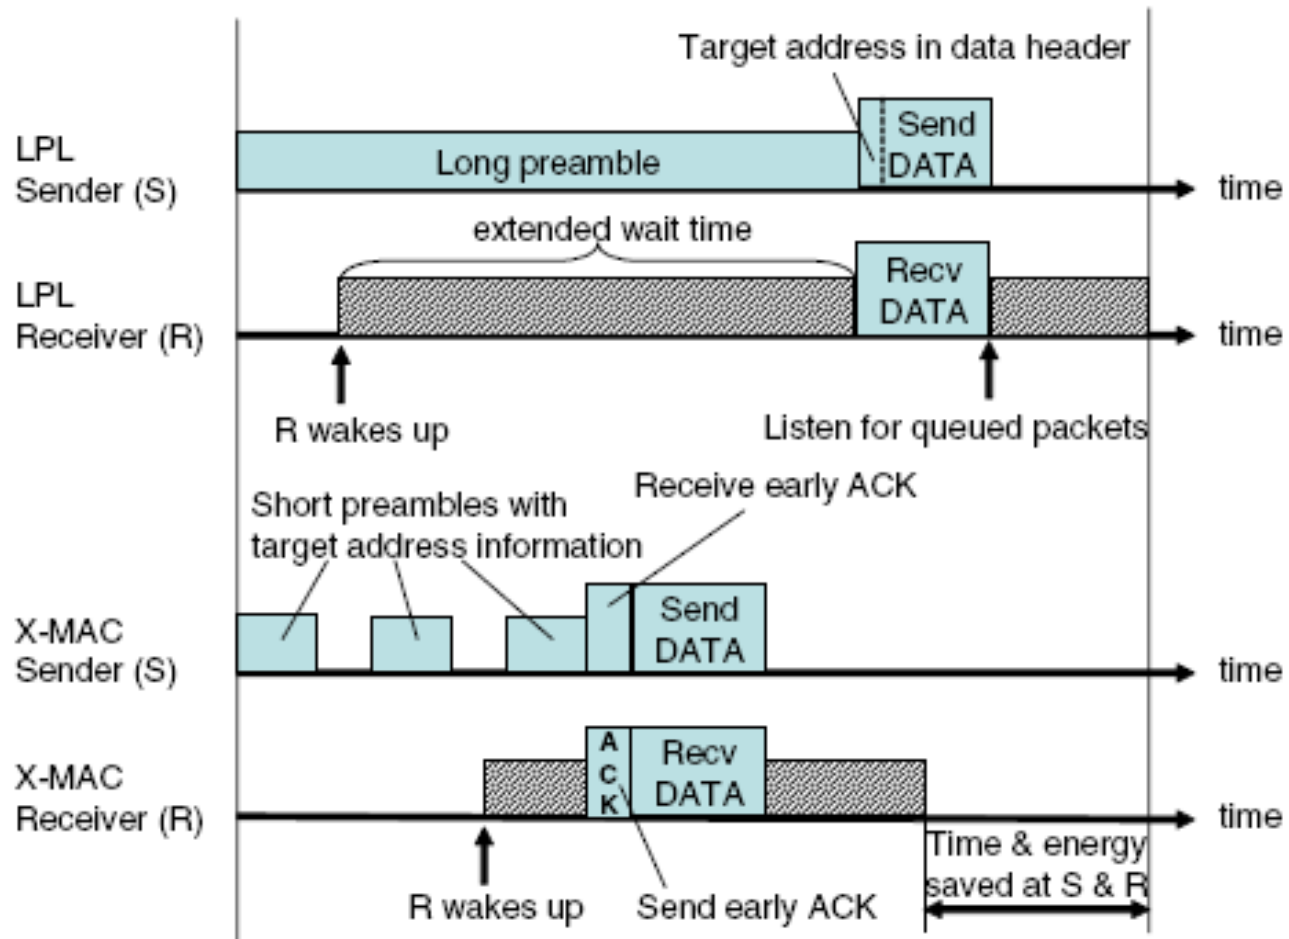 Target address in data header
LPL
Sender (S)
Long preamble
Send
DATA
time
extended wait time
LPL
Receiver (R)
Recv
DATA
time
R wakes up
Listen for queued packets
Receive early ACK
Short preambles with
target address information
X-MAC
Sender (S)
Send
DATA
time
X-MAC
Receiver (R)
A
C
K
Recv
DATA
time
Time & energy
saved at S & R
R wakes up
Send early ACK